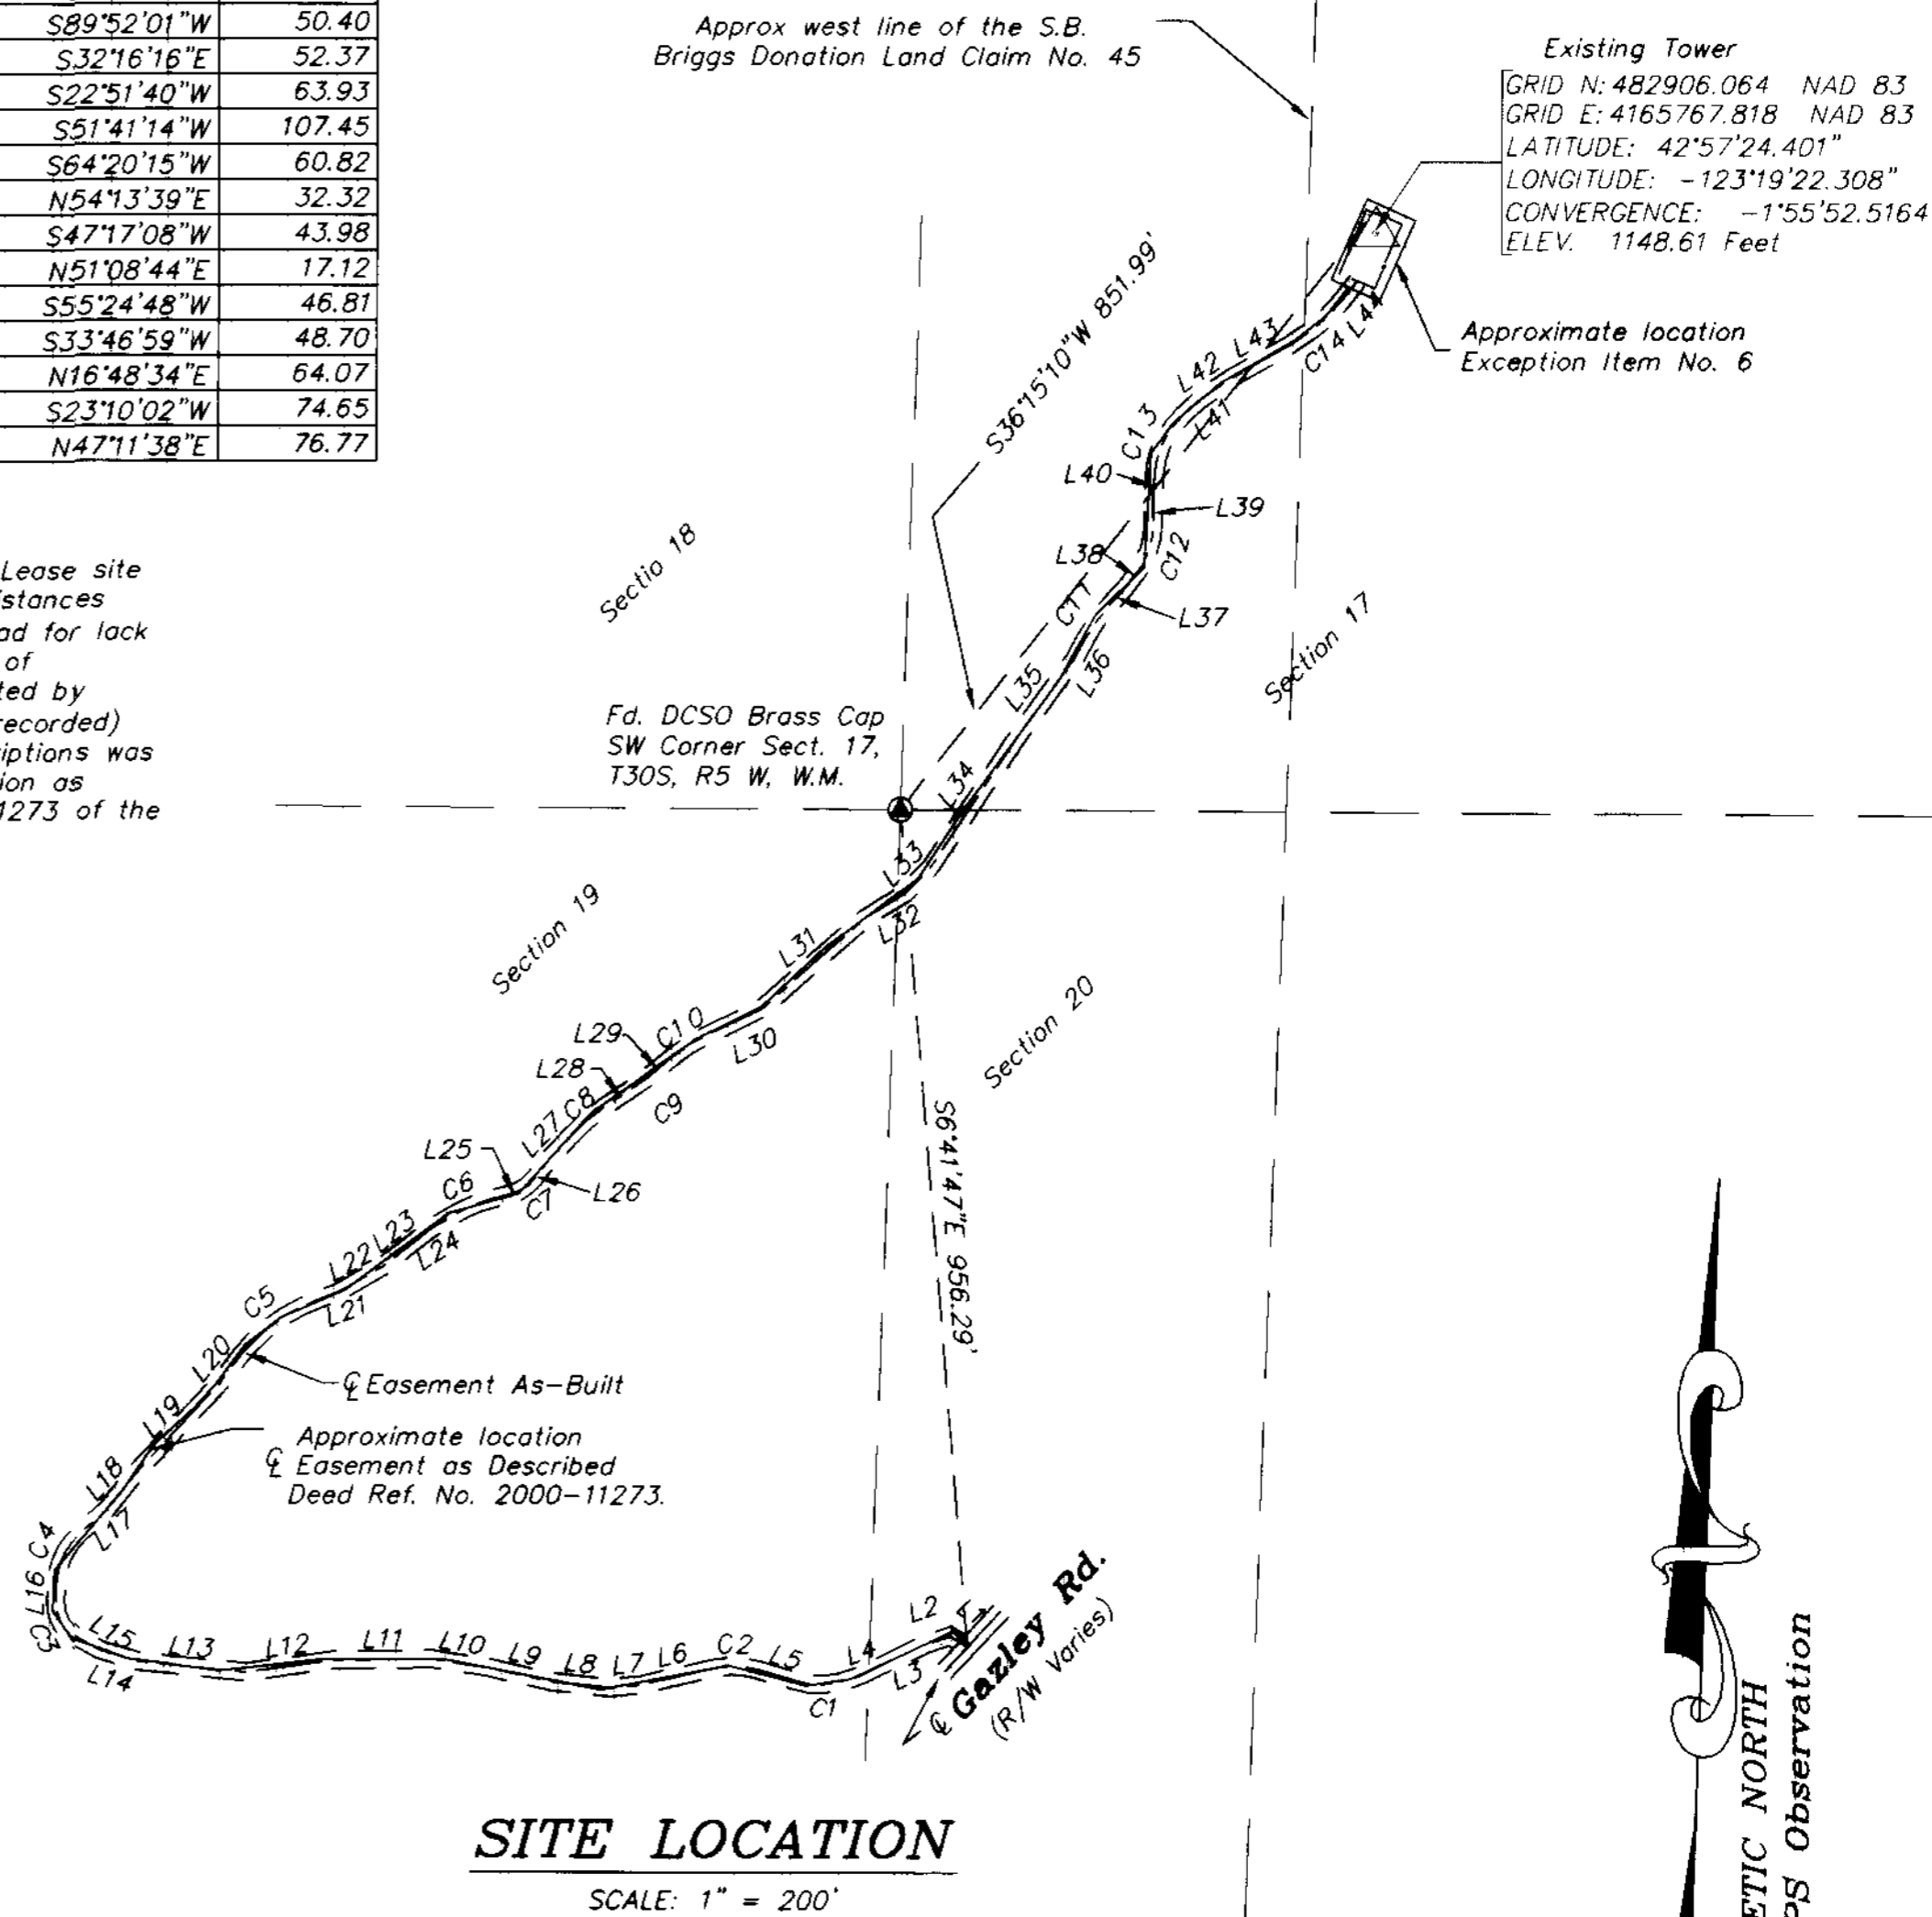 S89°52'01"W 50.40
S32°16'16"E 52.37
S22°51'40"W 63.93
S51°41'14"W 107.45
S64°20'15"W 60.82
N54°13'39"E 32.32
S47°17'08"W 43.98
N51°08'44"E 17.12
S55°24'48"W 46.81
S33°46'59"W 48.70
N16°48'34"E 64.07
S23°10'02"W 74.65
N47°11'38"E 76.77
Approx west line of the S.B.
Briggs Donation Land Claim No. 45
Existing Tower
GRID N: 482906.064 NAD 83
GRID E: 4165767.818 NAD 83
LATITUDE: 42°57'24.401"
LONGITUDE: -123°19'22.308"
CONVERGENCE: -1°55'52.5164
ELEV. 1148.61 Feet
Approximate location
Exception Item No. 6
S36°15'10"W 851.99'
L44
C14
L43
L42
L41
C13
L40
L39
C12
L38
L37
C11
L36
L35
Sectio 18
Section 17
Lease site
istances
ad for lack
of
ted by
recorded)
iptions was
tion as
1273 of the
Fd. DCSO Brass Cap
SW Corner Sect. 17,
T30S, R5 W, W.M.
L34
L33
L32
L31
Section 19
Section 20
L30
C10
L29
L28
C9
C8
L27
L25
L26
C7
C6
L24
L23
L22
L21
C5
L20
S6°41'47"E 956.29'
℄ Easement As-Built
Approximate location
℄ Easement as Described
Deed Ref. No. 2000-11273.
L19
L18
L17
C4
L16
C3
L15
L14
L13
L12
L11
L10
L9
L8
L7
L6
C2
L5
C1
L4
L3
L2
℄ Gazley Rd.
(R/W Varies)
SITE LOCATION
SCALE: 1" = 200'
ETIC NORTH
PS Observation